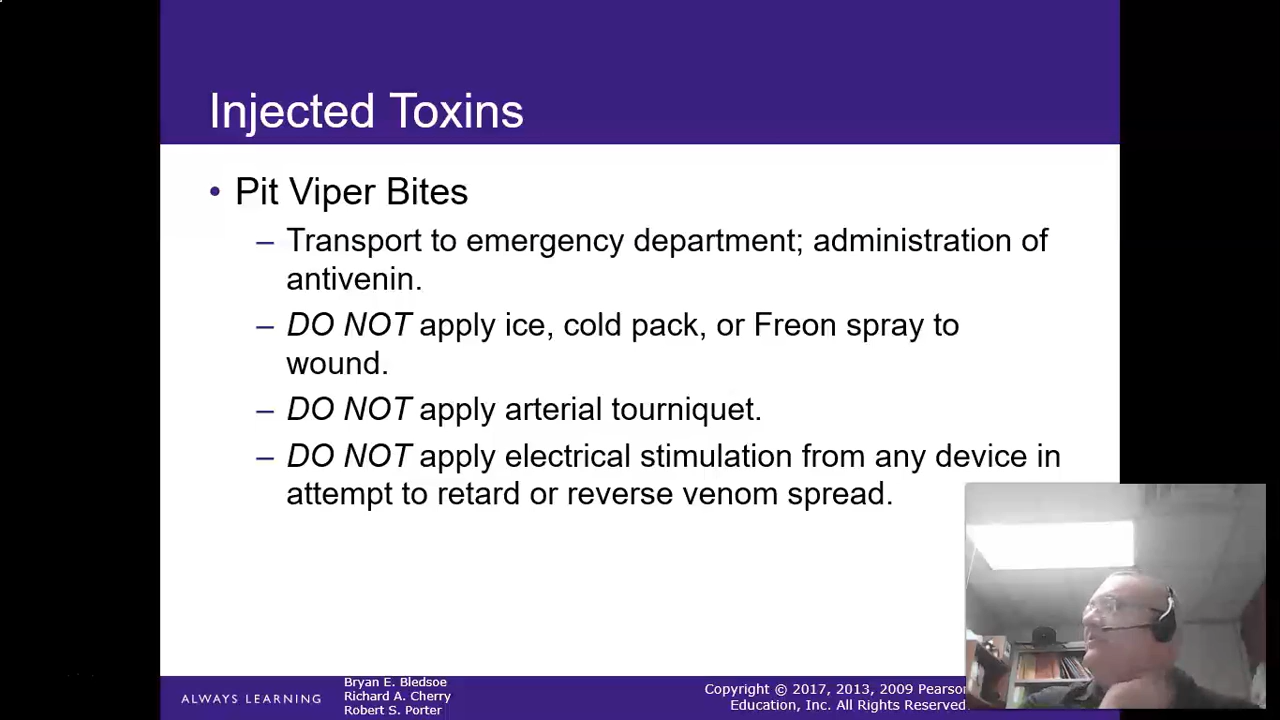 Injected Toxins
• Pit Viper Bites
– Transport to emergency department; administration of
antivenin.
– DO NOT apply ice, cold pack, or Freon spray to
wound.
– DO NOT apply arterial tourniquet.
– DO NOT apply electrical stimulation from any device in
attempt to retard or reverse venom spread.
ALWAYS LEARNING
Bryan E. Bledsoe
Richard A. Cherry
Robert S. Porter
Copyright © 2017, 2013, 2009 Pearson
Education, Inc. All Rights Reserved.